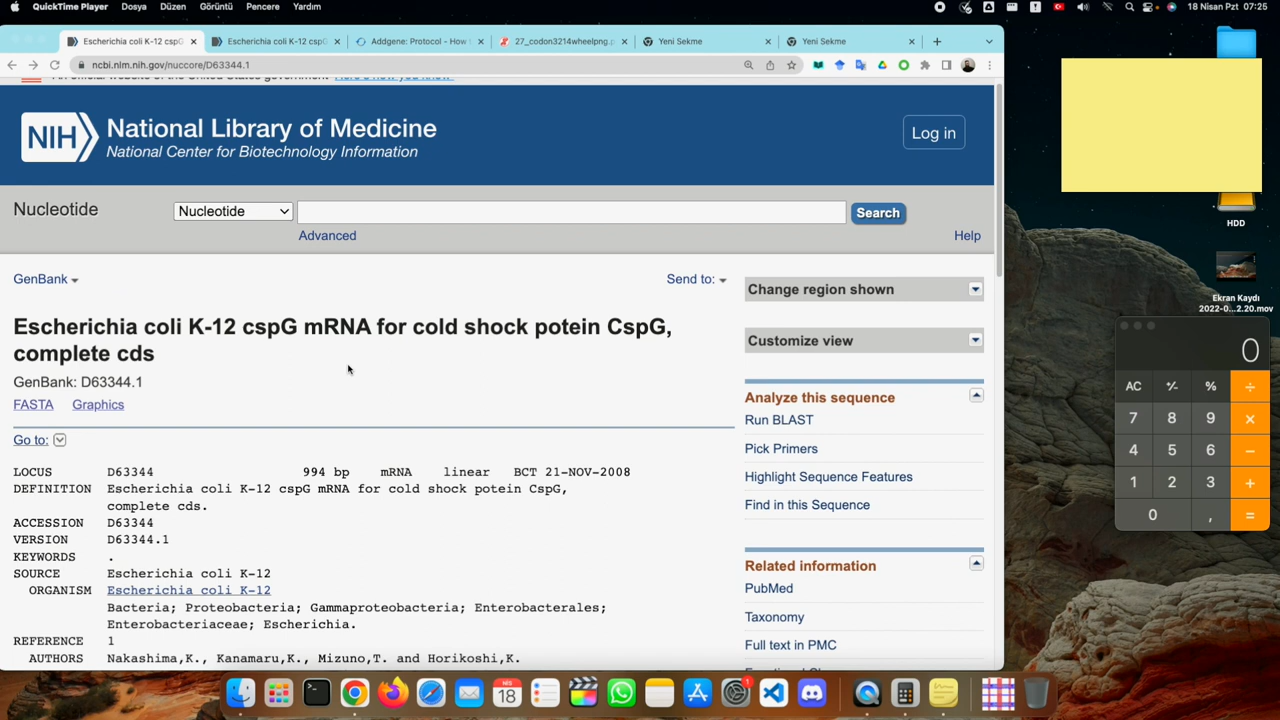 QuickTime Player Dosya Düzen Görüntü Pencere Yardım
18 Nisan Pzt 07:25
Escherichia coli K-12 cspG
Escherichia coli K-12 cspG
Addgene: Protocol - How t
27_codon3214wheelpng.p
Yeni Sekme
Yeni Sekme
ncbi.nlm.nih.gov/nuccore/D63344.1
NIH
National Library of Medicine
National Center for Biotechnology Information
Log in
Nucleotide
Nucleotide
Search
Advanced
Help
GenBank
Send to:
Escherichia coli K-12 cspG mRNA for cold shock potein CspG,
complete cds
GenBank: D63344.1
FASTA Graphics
Go to:
LOCUS D63344 994 bp mRNA linear BCT 21-NOV-2008
DEFINITION Escherichia coli K-12 cspG mRNA for cold shock potein CspG,
complete cds.
ACCESSION D63344
VERSION D63344.1
KEYWORDS .
SOURCE Escherichia coli K-12
ORGANISM Escherichia coli K-12
Bacteria; Proteobacteria; Gammaproteobacteria; Enterobacterales;
Enterobacteriaceae; Escherichia.
REFERENCE 1
AUTHORS Nakashima,K., Kanamaru,K., Mizuno,T. and Horikoshi,K.
Change region shown
Customize view
Analyze this sequence
Run BLAST
Pick Primers
Highlight Sequence Features
Find in this Sequence
Related information
PubMed
Taxonomy
Full text in PMC
HDD
Ekran Kaydı
2022-0...2.20.mov
0
AC +⁄- % ÷
7 8 9 ×
4 5 6 −
1 2 3 +
0 , =
NİS
18
1